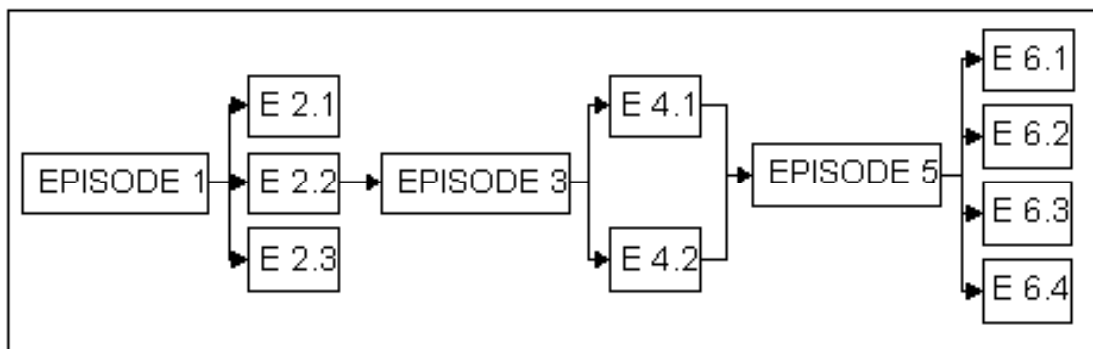 EPISODE 1
E 2.1
E 2.2
E 2.3
EPISODE 3
E 4.1
E 4.2
EPISODE 5
E 6.1
E 6.2
E 6.3
E 6.4